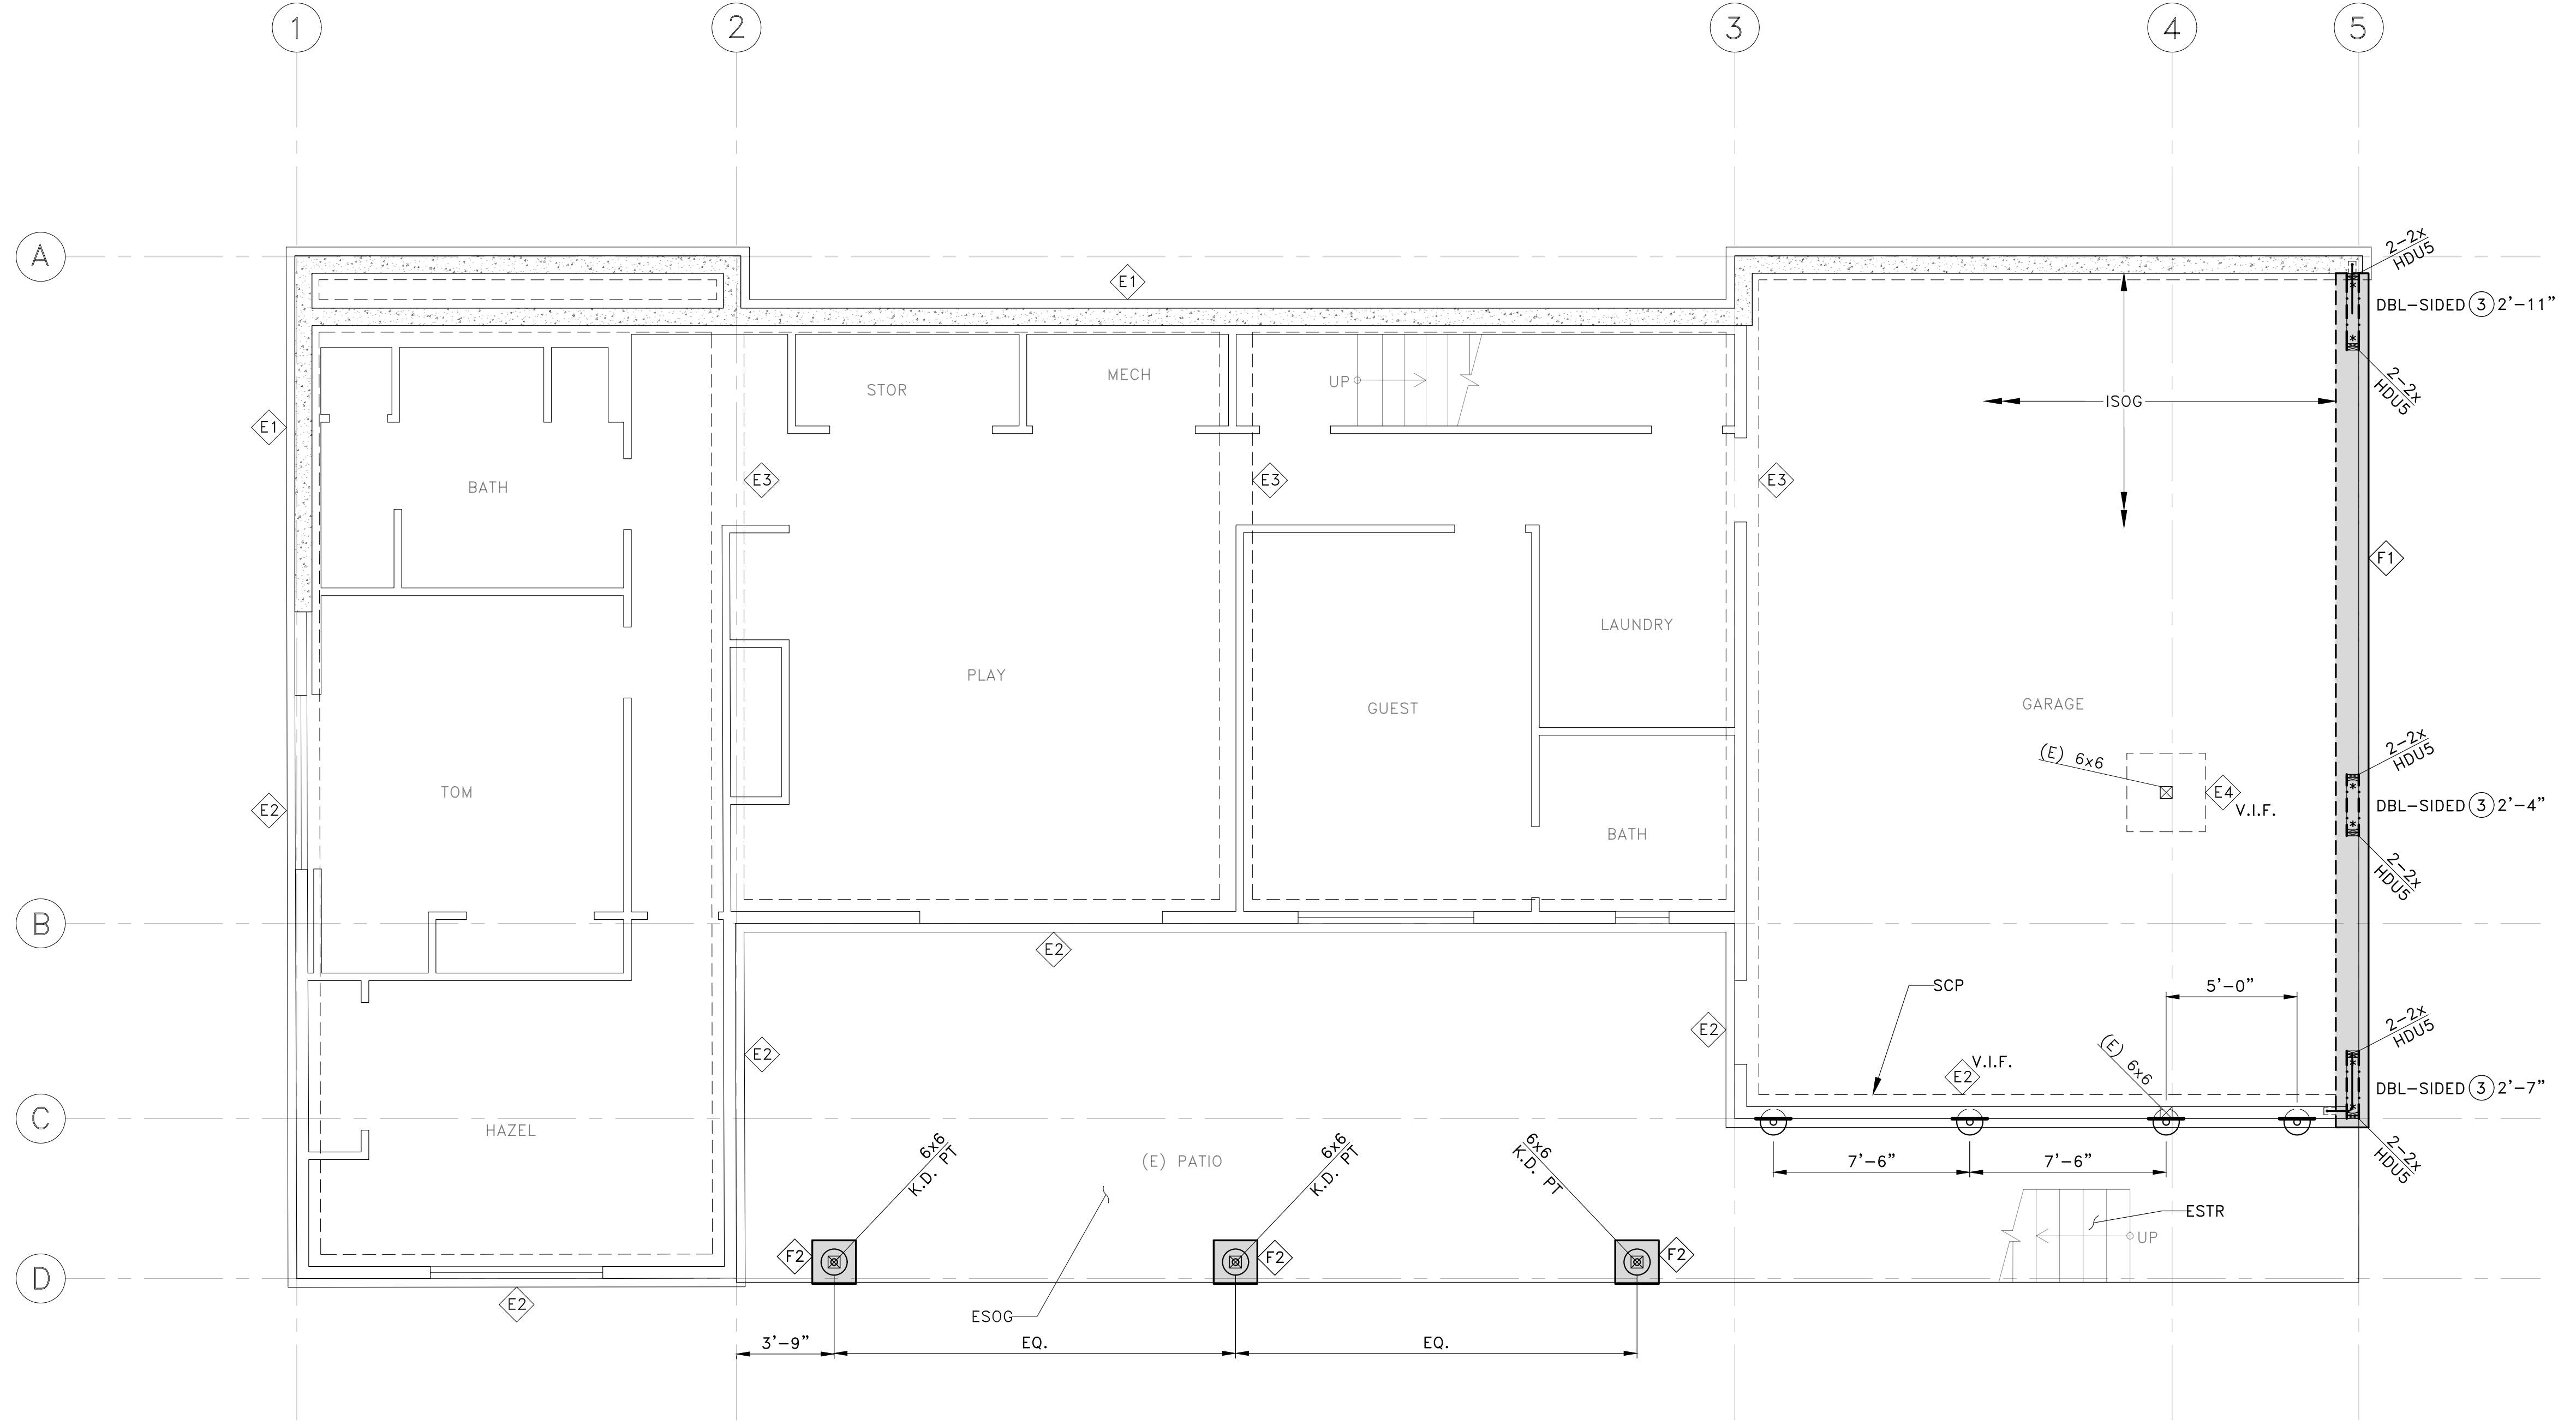 1
2
3
4
5
A
2-2x
HDU5
E1
DBL-SIDED 3 2'-11"
STOR
MECH
UP
ISOG
2-2x
HDU5
E1
BATH
E3
E3
E3
F1
LAUNDRY
PLAY
GUEST
GARAGE
2-2x
HDU5
(E) 6x6
TOM
E4
V.I.F.
E2
DBL-SIDED 3 2'-4"
BATH
2-2x
HDU5
B
E2
SCP
5'-0"
2-2x
HDU5
E2
E2
V.I.F.
E2
(E) 6x6
DBL-SIDED 3 2'-7"
C
HAZEL
6x6
K.D. PT
(E) PATIO
6x6
K.D. PT
6x6
K.D. PT
7'-6"
7'-6"
2-2x
HDU5
ESTR
UP
F2
F2
F2
D
E2
ESOG
3'-9"
EQ.
EQ.